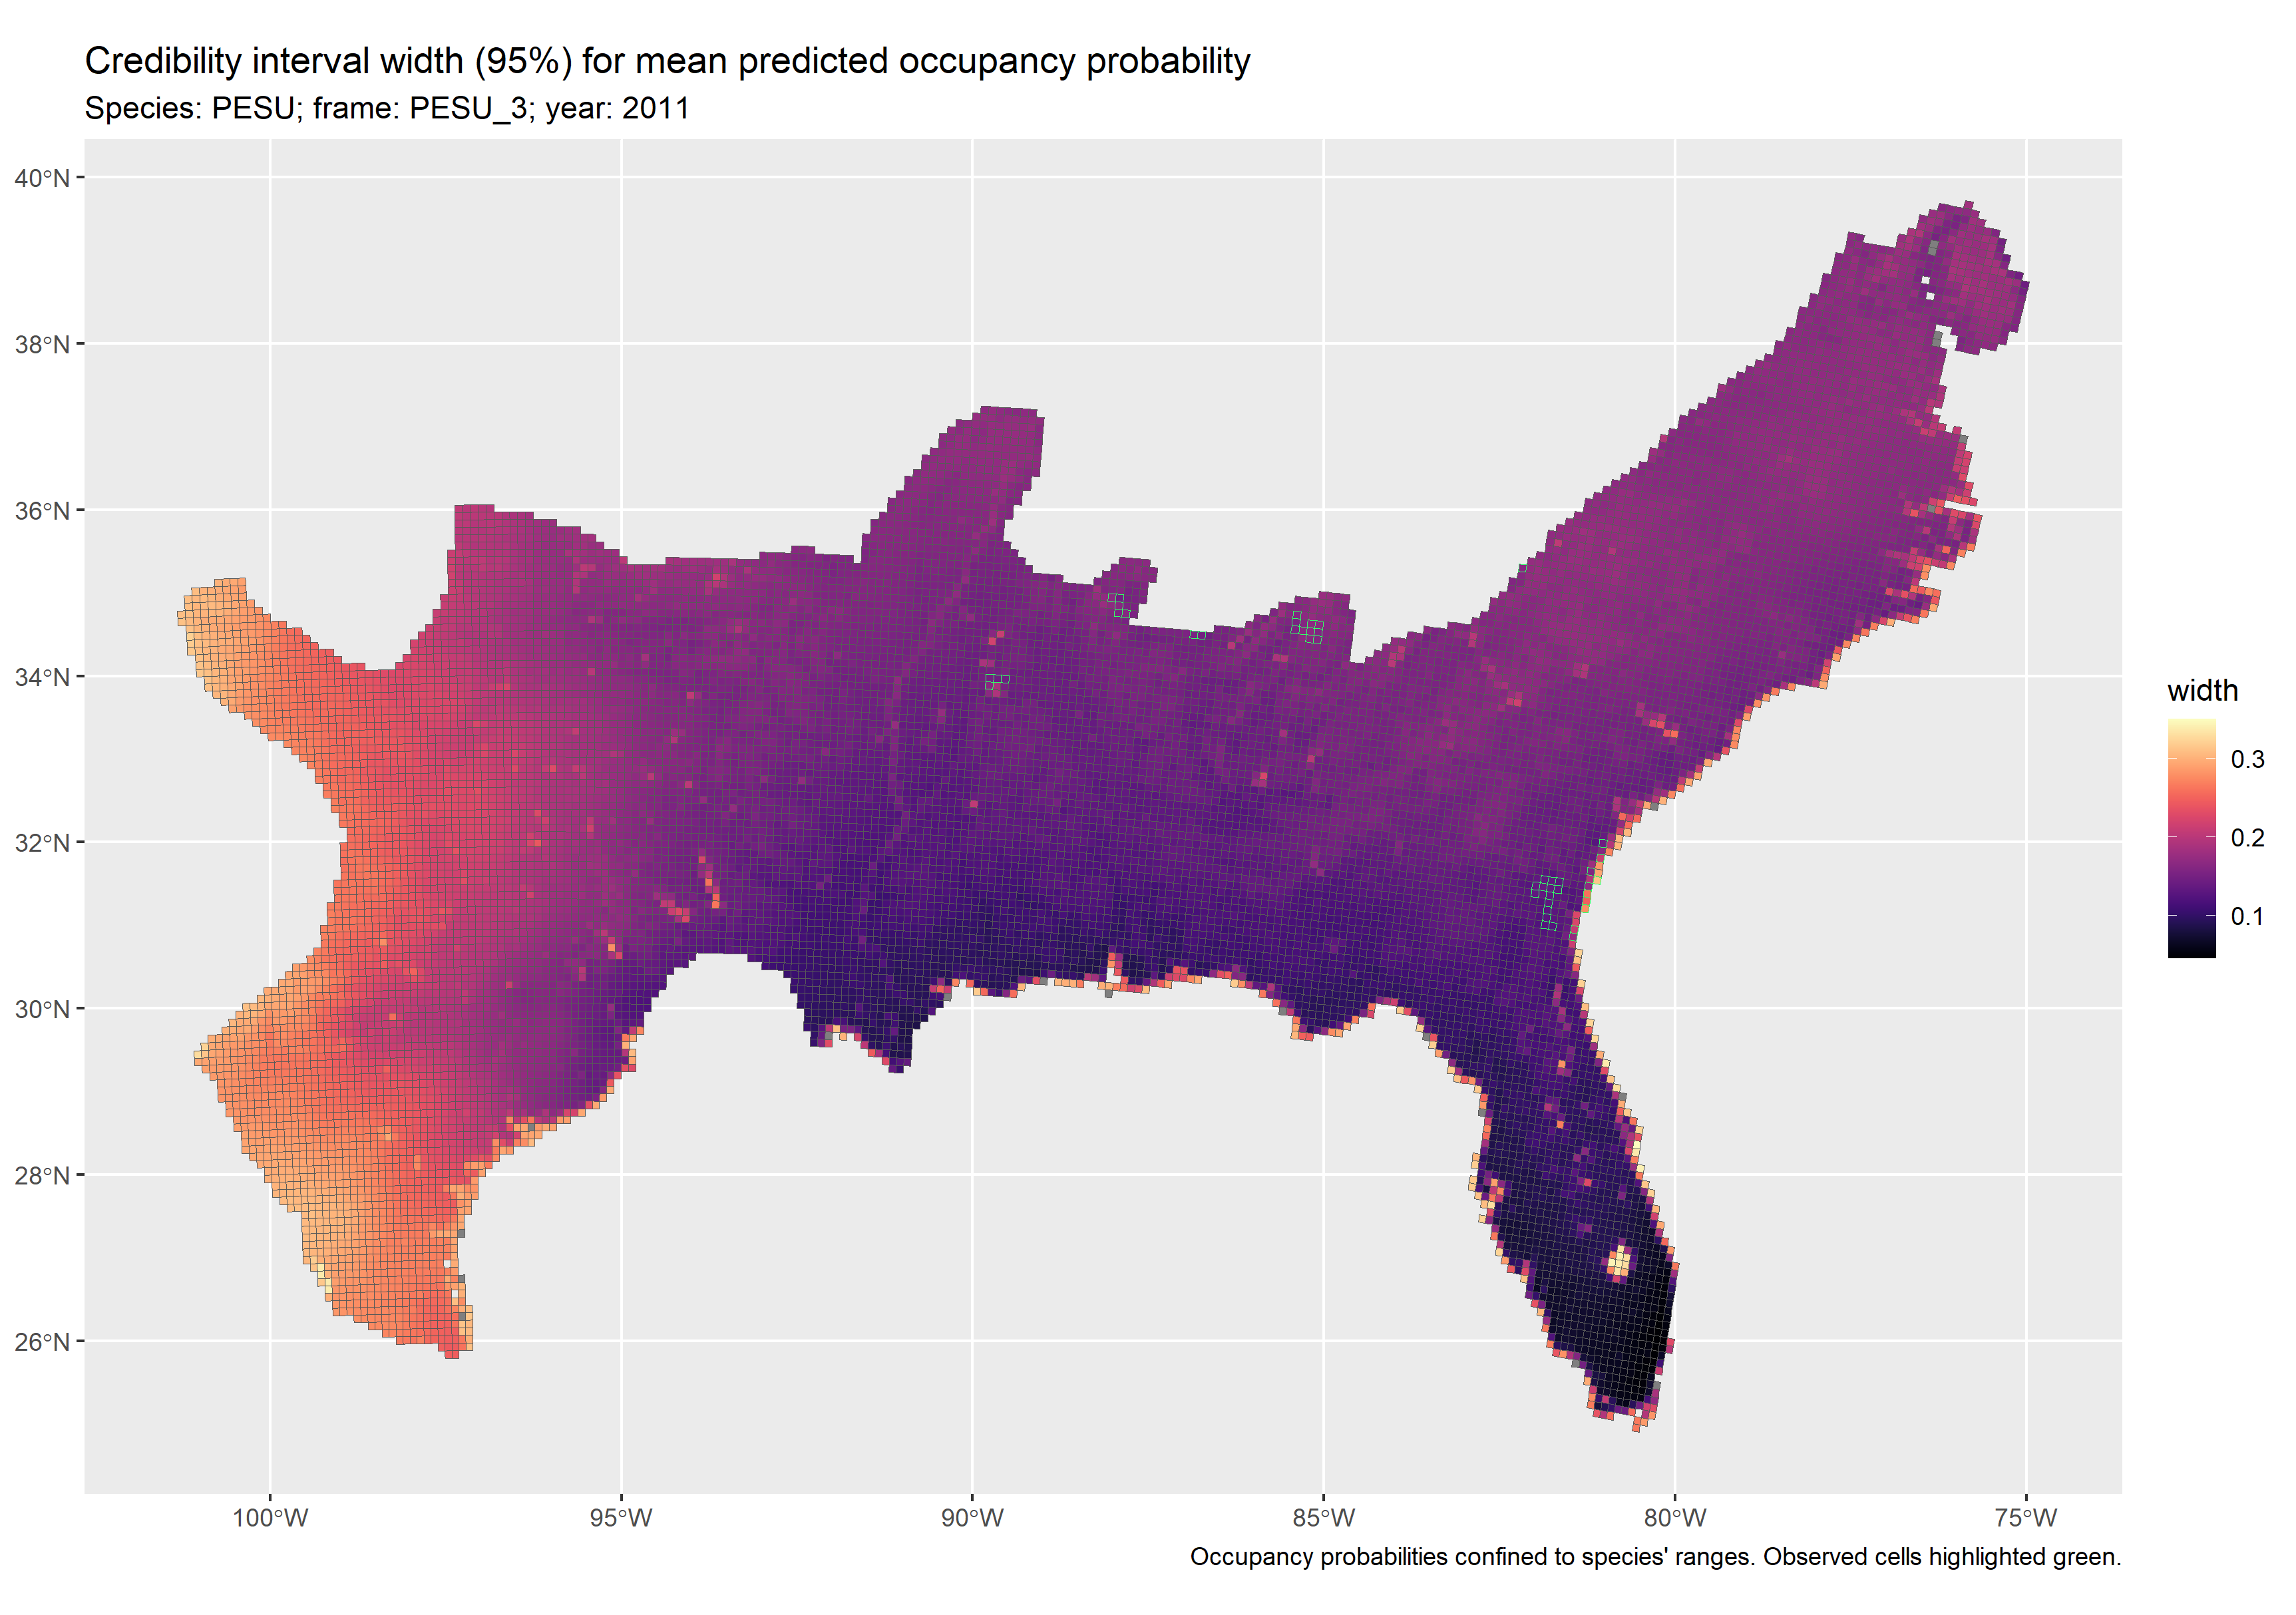 Credibility interval width (95%) for mean predicted occupancy probability
Species: PESU; frame: PESU_3; year: 2011
40°N
38°N
36°N
34°N
32°N
30°N
28°N
26°N
100°W
95°W
90°W
85°W
80°W
75°W
width
0.3
0.2
0.1
Occupancy probabilities confined to species' ranges. Observed cells highlighted green.